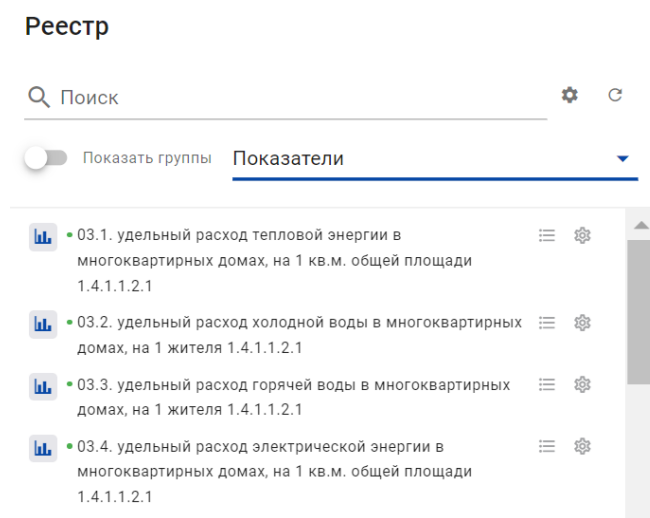 Реестр
Поиск
Показать группы
Показатели
03.1. удельный расход тепловой энергии в
многоквартирных домах, на 1 кв.м. общей площади
1.4.1.1.2.1
03.2. удельный расход холодной воды в многоквартирных
домах, на 1 жителя 1.4.1.1.2.1
03.3. удельный расход горячей воды в многоквартирных
домах, на 1 жителя 1.4.1.1.2.1
03.4. удельный расход электрической энергии в
многоквартирных домах, на 1 кв.м. общей площади
1.4.1.1.2.1